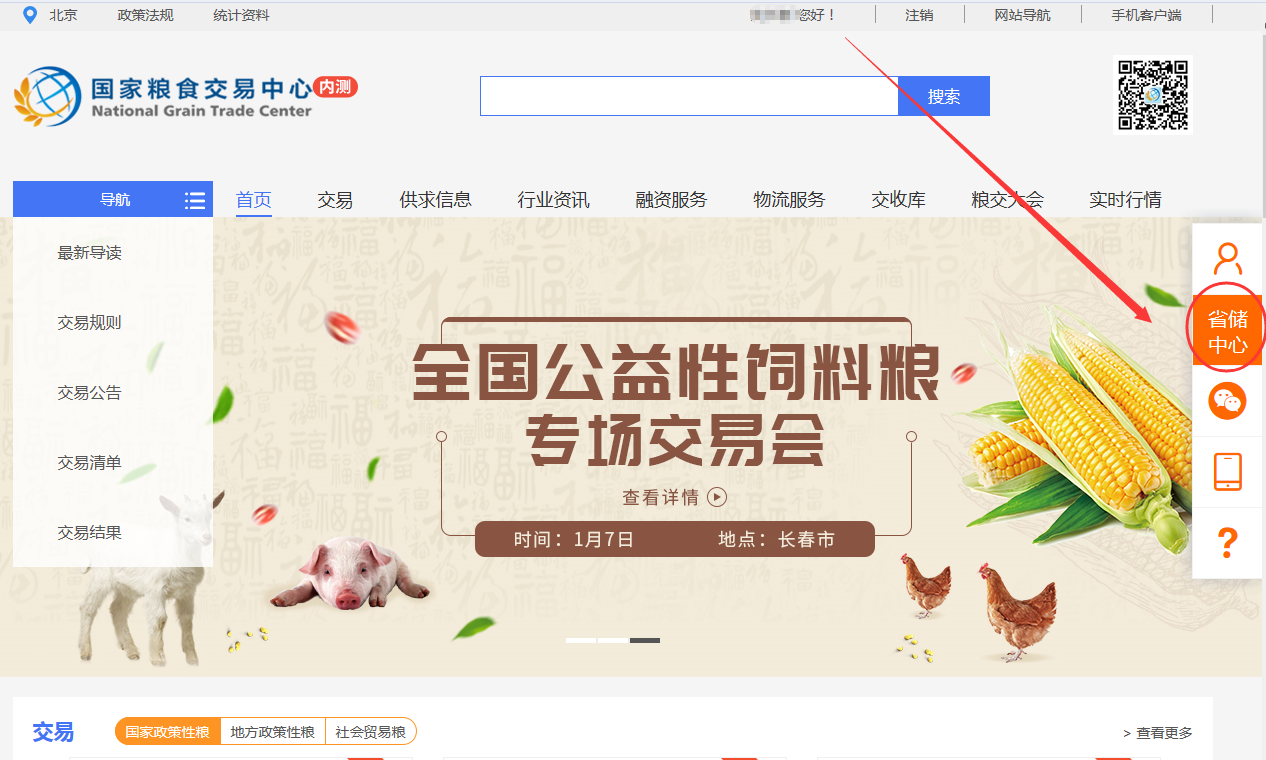 北京 政策法规 统计资料 您好！ 注销 网站导航 手机客户端
国家粮食交易中心 内测
National Grain Trade Center
搜索
导航 首页 交易 供求信息 行业资讯 融资服务 物流服务 交收库 粮交大会 实时行情
最新导读
交易规则
交易公告
交易清单
交易结果
全国公益性饲料粮
专场交易会
查看详情
时间：1月7日 地点：长春市
省储
中心
?
交易 国家政策性粮 地方政策性粮 社会贸易粮 > 查看更多